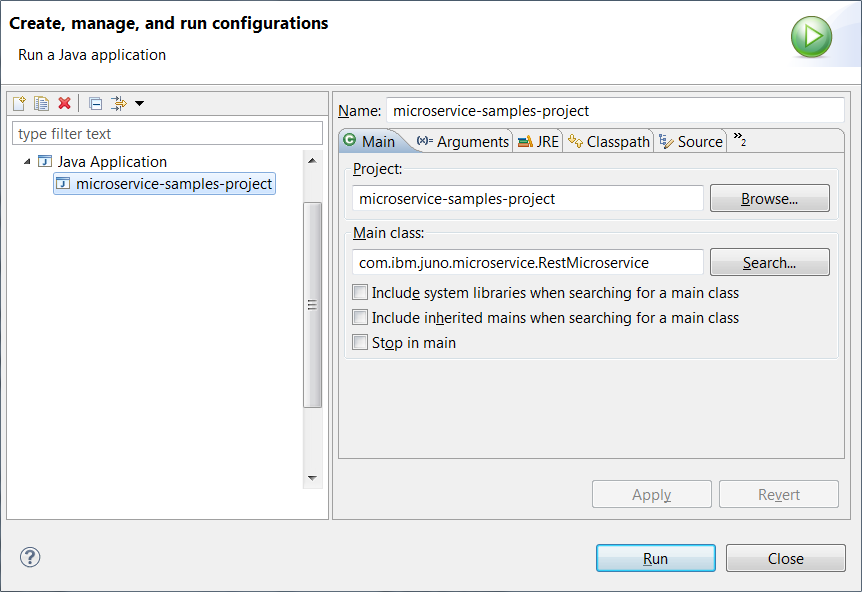 Create, manage, and run configurations
Run a Java application
type filter text
Java Application
microservice-samples-project
Name: microservice-samples-project
Main (x)= Arguments JRE Classpath Source »2
Project:
microservice-samples-project Browse...
Main class:
com.ibm.juno.microservice.RestMicroservice Search...
Include system libraries when searching for a main class
Include inherited mains when searching for a main class
Stop in main
Apply Revert
Run Close